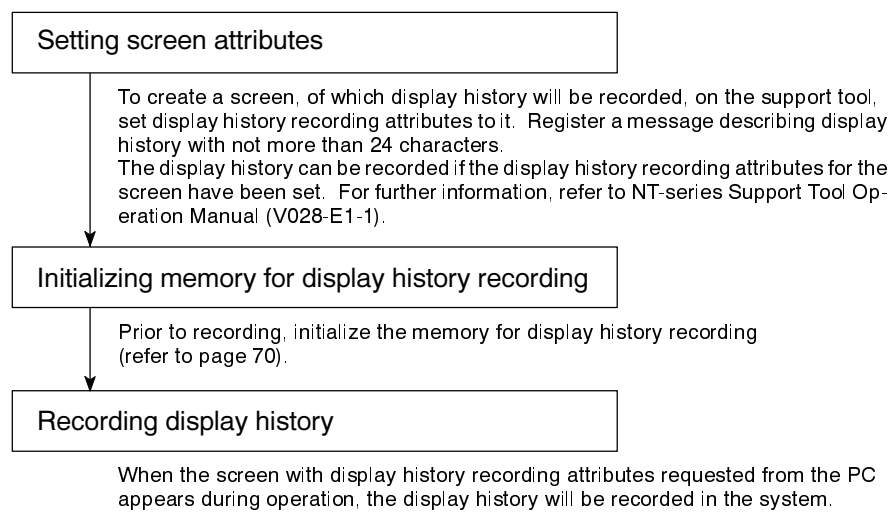 Setting screen attributes
To create a screen, of which display history will be recorded, on the support tool,
set display history recording attributes to it. Register a message describing display
history with not more than 24 characters.
The display history can be recorded if the display history recording attributes for the
screen have been set. For further information, refer to NT-series Support Tool Op-
eration Manual (V028-E1-1).
Initializing memory for display history recording
Prior to recording, initialize the memory for display history recording
(refer to page 70).
Recording display history
When the screen with display history recording attributes requested from the PC
appears during operation, the display history will be recorded in the system.